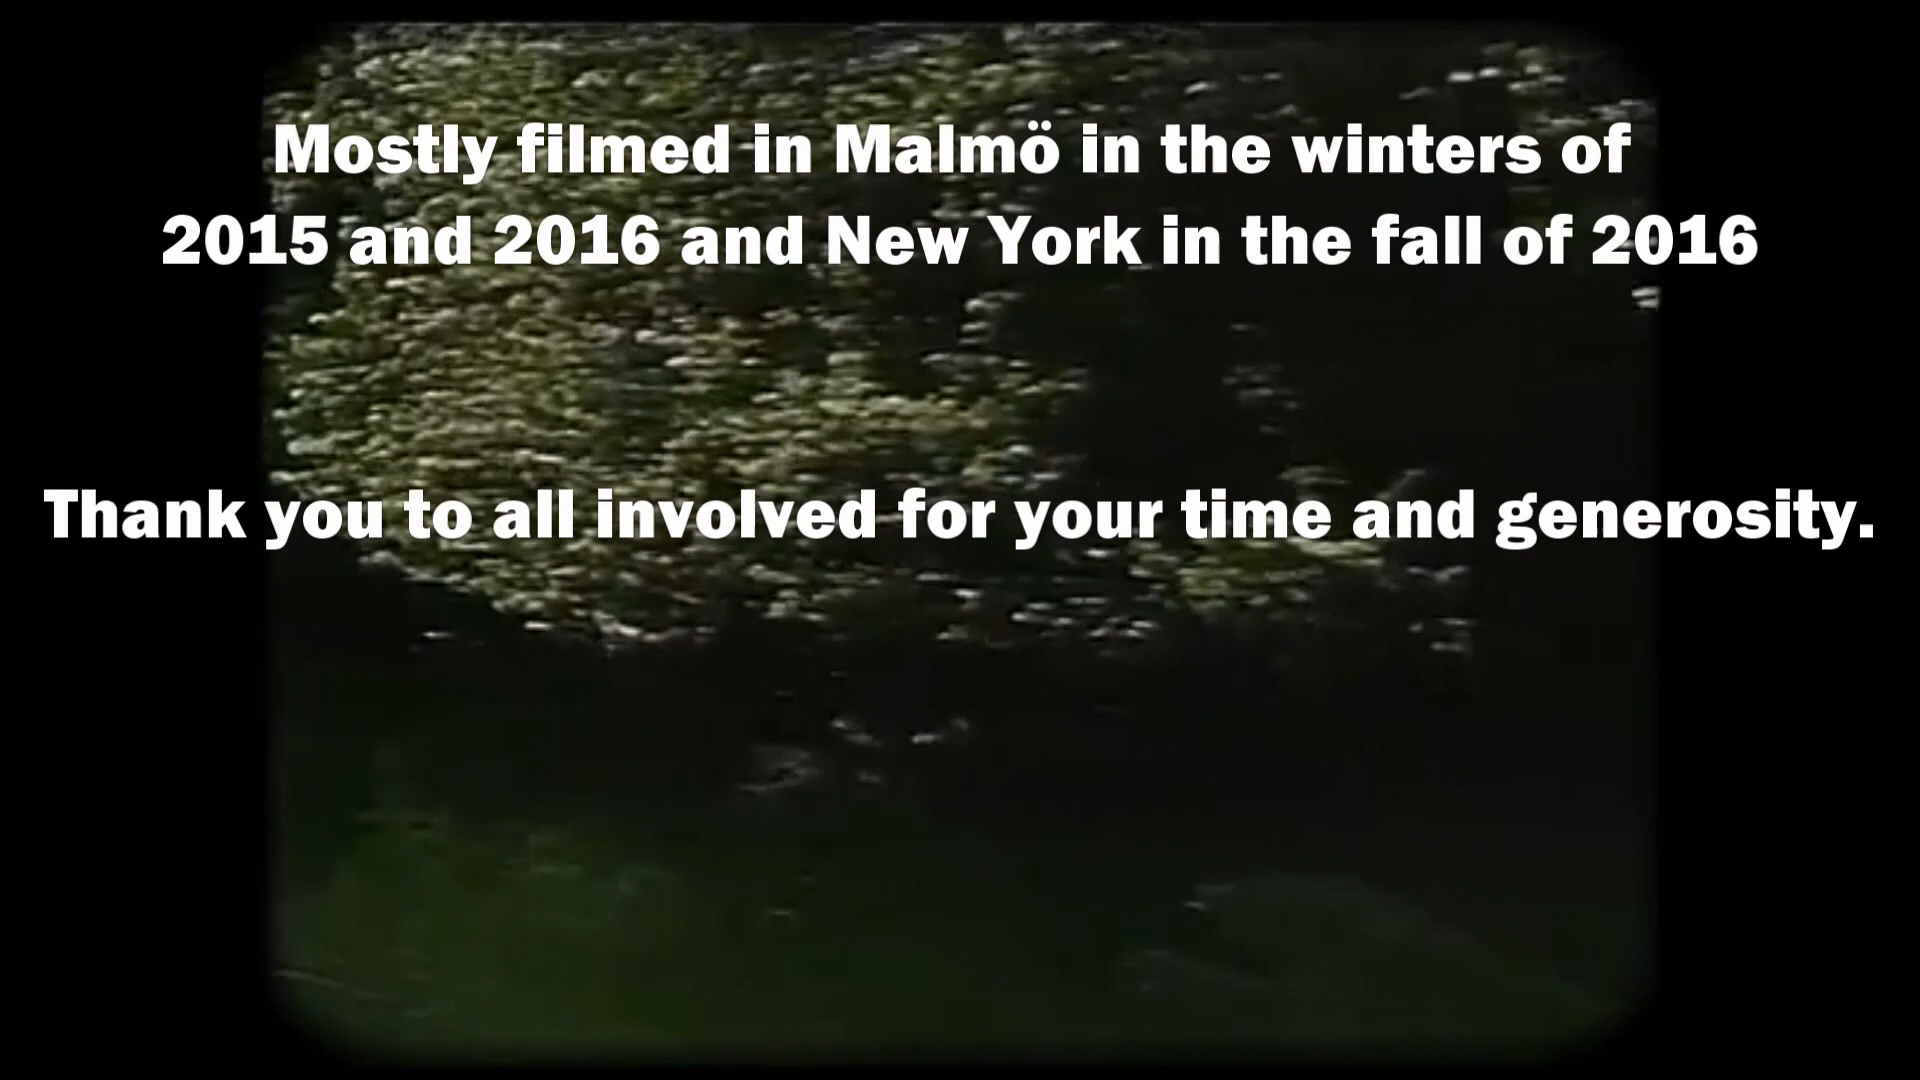 Mostly filmed in Malmö in the winters of
2015 and 2016 and New York in the fall of 2016
Thank you to all involved for your time and generosity.